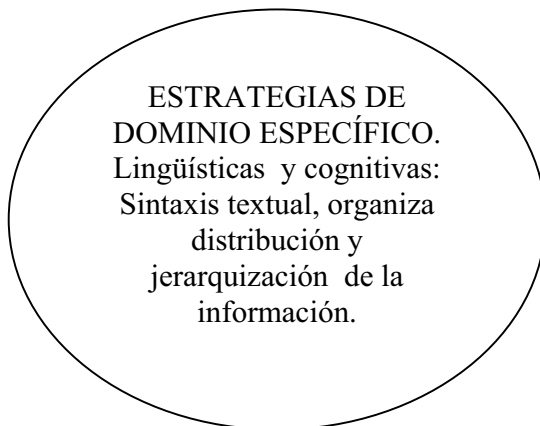 ESTRATEGIAS DE
DOMINIO ESPECÍFICO.
Lingüísticas y cognitivas:
Sintaxis textual, organiza
distribución y
jerarquización de la
información.